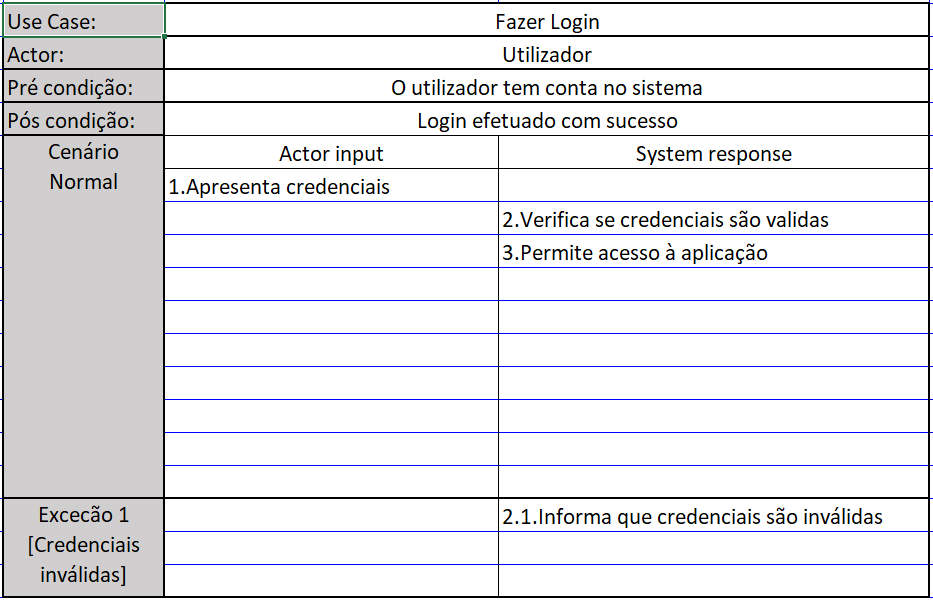 Use Case: Fazer Login
Actor: Utilizador
Pré condição: O utilizador tem conta no sistema
Pós condição: Login efetuado com sucesso
Cenário
Normal
Actor input System response
1.Apresenta credenciais
2.Verifica se credenciais são validas
3.Permite acesso à aplicação
Excecão 1
[Credenciais
inválidas]
2.1.Informa que credenciais são inválidas